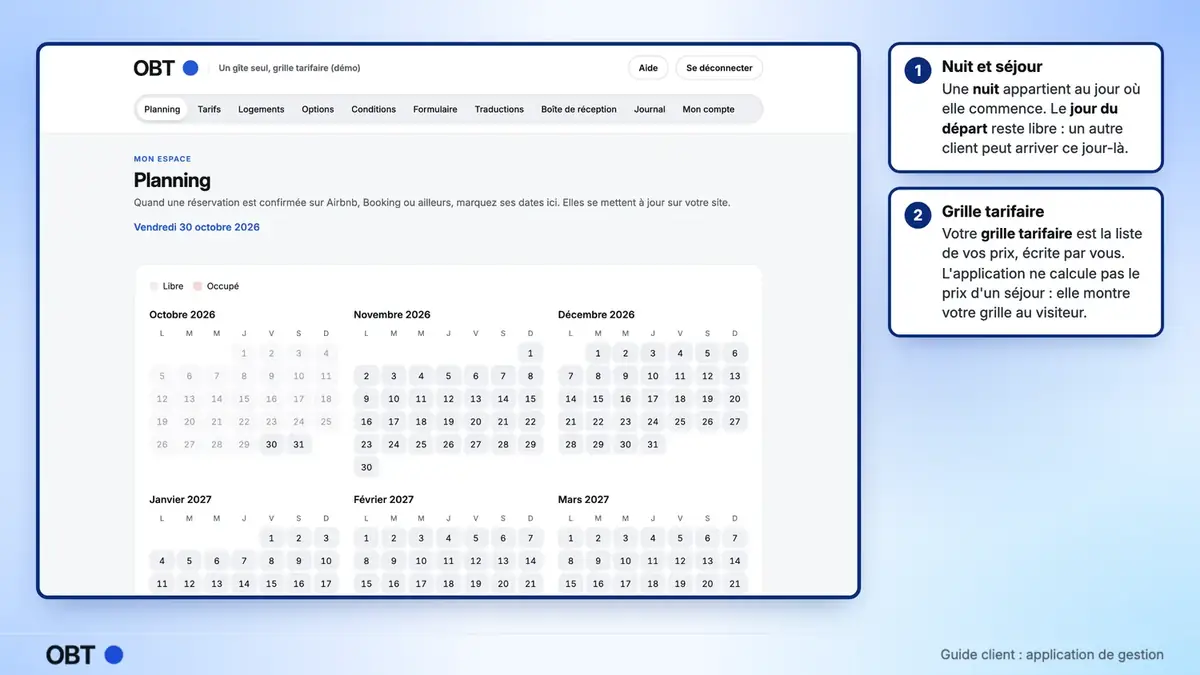 OBT
Un gîte seul, grille tarifaire (démo)
Aide
Se déconnecter
Planning
Tarifs
Logements
Options
Conditions
Formulaire
Traductions
Boîte de réception
Journal
Mon compte
MON ESPACE
Planning
Quand une réservation est confirmée sur Airbnb, Booking ou ailleurs, marquez ses dates ici. Elles se mettent à jour sur votre site.
Vendredi 30 octobre 2026
Libre
Occupé
Octobre 2026
L M M J V S D
1 2 3 4
5 6 7 8 9 10 11
12 13 14 15 16 17 18
19 20 21 22 23 24 25
26 27 28 29 30 31
Novembre 2026
L M M J V S D
1
2 3 4 5 6 7 8
9 10 11 12 13 14 15
16 17 18 19 20 21 22
23 24 25 26 27 28 29
30
Décembre 2026
L M M J V S D
1 2 3 4 5 6
7 8 9 10 11 12 13
14 15 16 17 18 19 20
21 22 23 24 25 26 27
28 29 30 31
Janvier 2027
L M M J V S D
1 2 3
4 5 6 7 8 9 10
11 12 13 14 15 16 17
Février 2027
L M M J V S D
1 2 3 4 5 6 7
8 9 10 11 12 13 14
15 16 17 18 19 20 21
Mars 2027
L M M J V S D
1 2 3 4 5 6 7
8 9 10 11 12 13 14
15 16 17 18 19 20 21
1
Nuit et séjour
Une nuit appartient au jour où
elle commence. Le jour du
départ reste libre : un autre
client peut arriver ce jour-là.
2
Grille tarifaire
Votre grille tarifaire est la liste
de vos prix, écrite par vous.
L'application ne calcule pas le
prix d'un séjour : elle montre
votre grille au visiteur.
OBT
Guide client : application de gestion